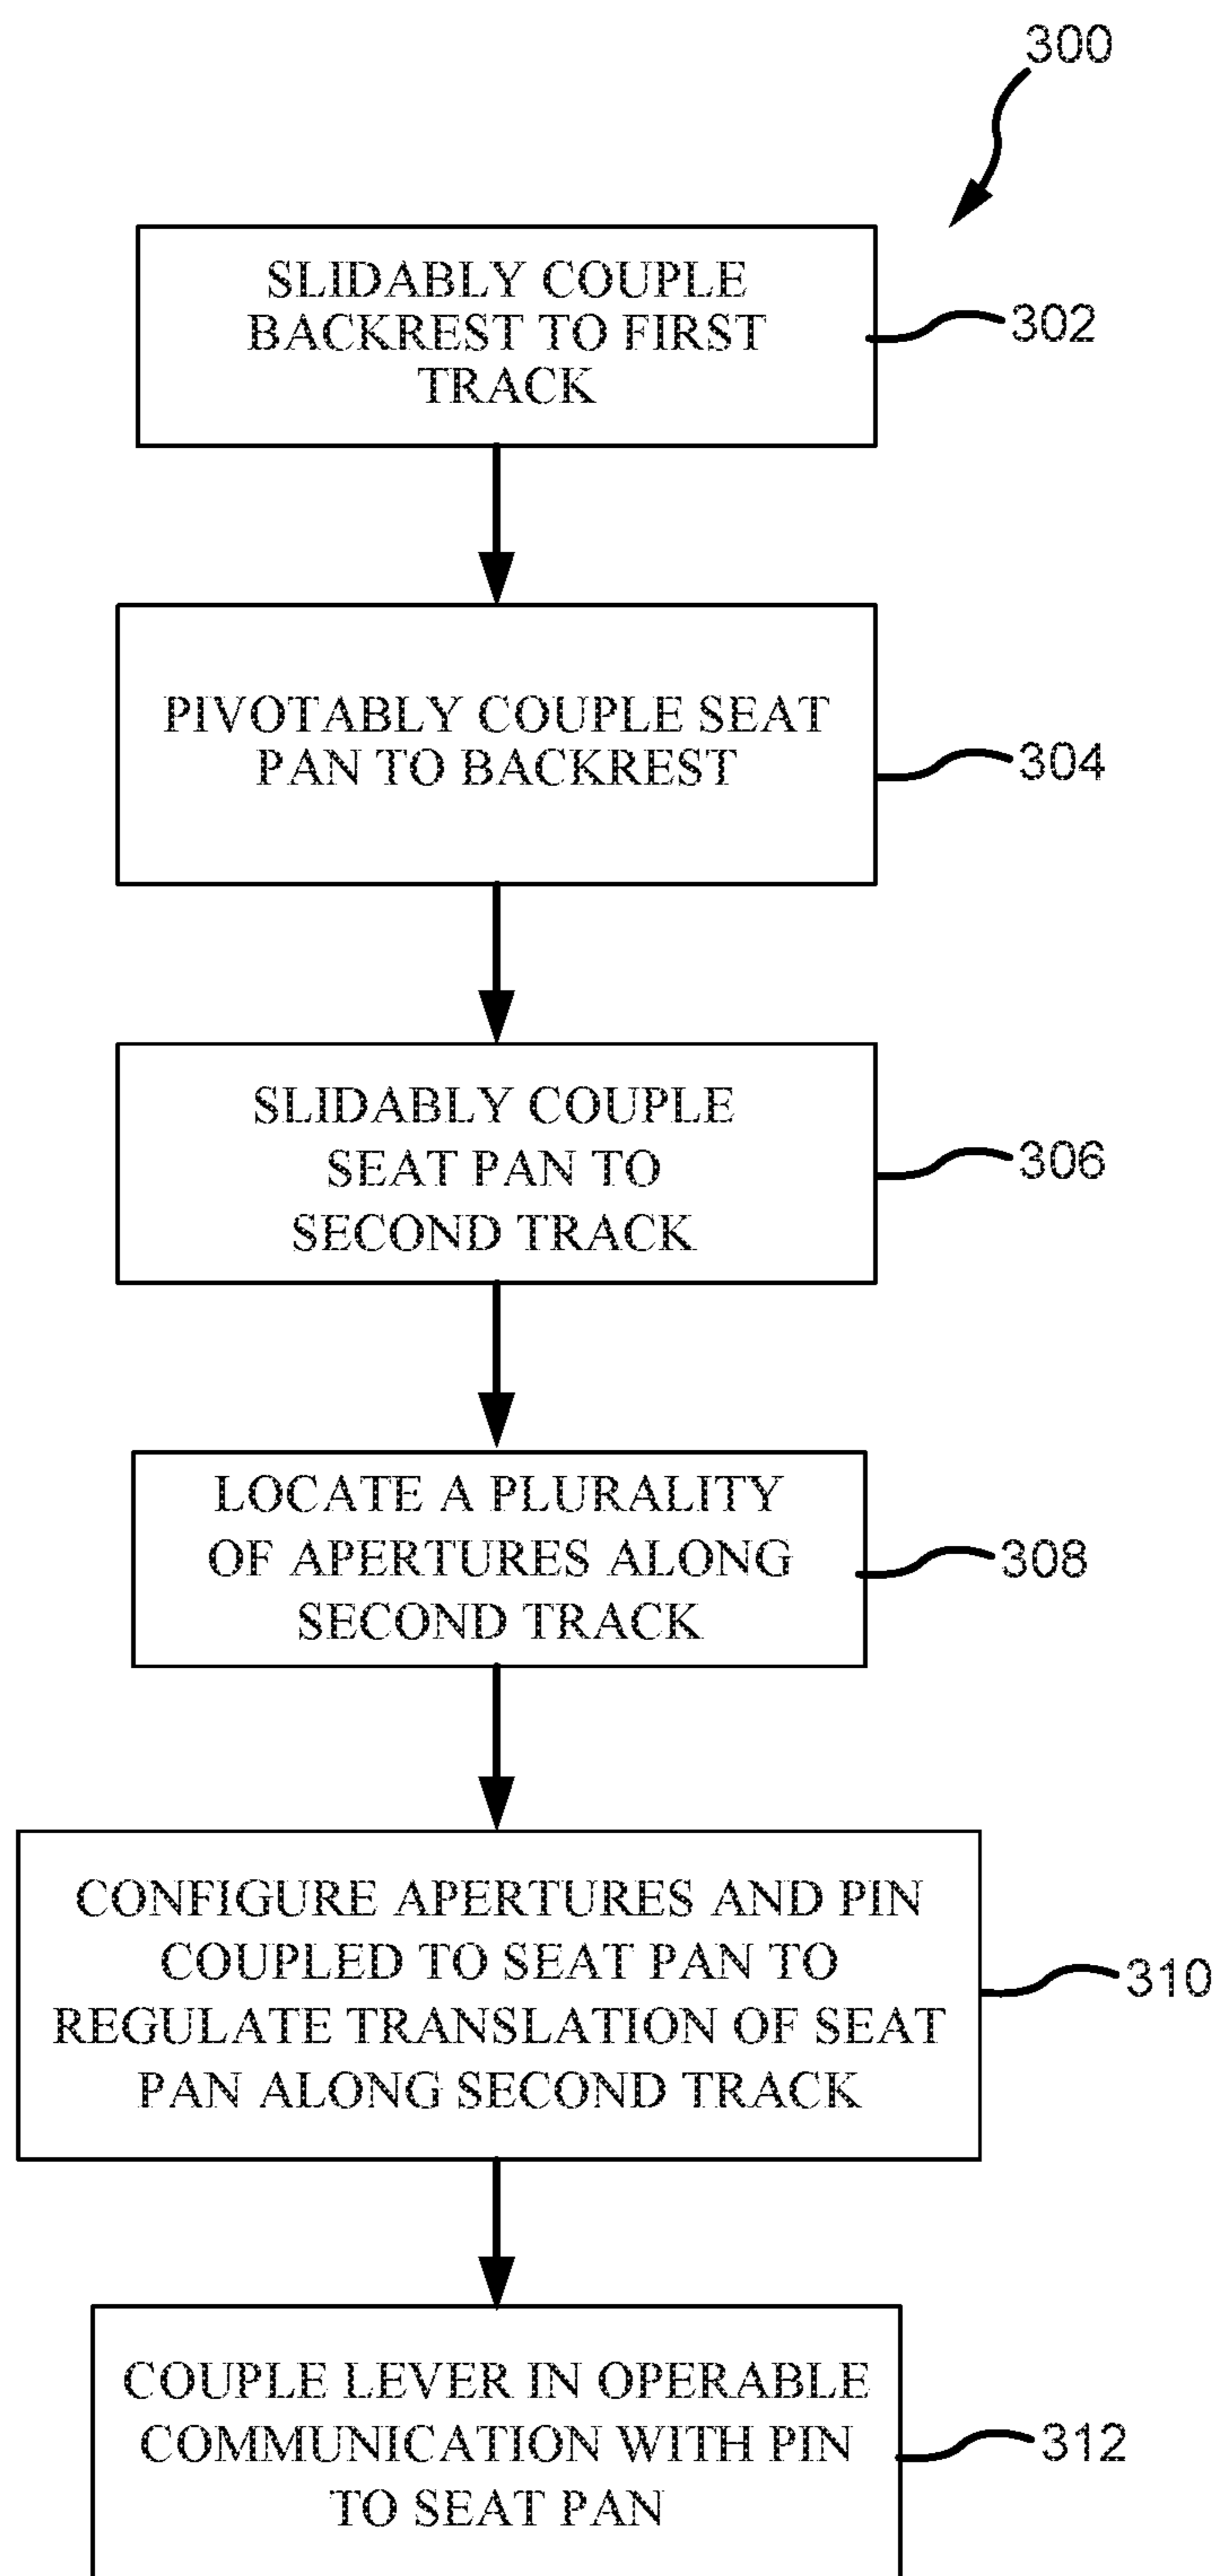 300
SLIDABLY COUPLE
BACKREST TO FIRST
TRACK
302
PIVOTABLY COUPLE SEAT
PAN TO BACKREST
304
SLIDABLY COUPLE
SEAT PAN TO
SECOND TRACK
306
LOCATE A PLURALITY
OF APERTURES ALONG
SECOND TRACK
308
CONFIGURE APERTURES AND PIN
COUPLED TO SEAT PAN TO
REGULATE TRANSLATION OF SEAT
PAN ALONG SECOND TRACK
310
COUPLE LEVER IN OPERABLE
COMMUNICATION WITH PIN
TO SEAT PAN
312